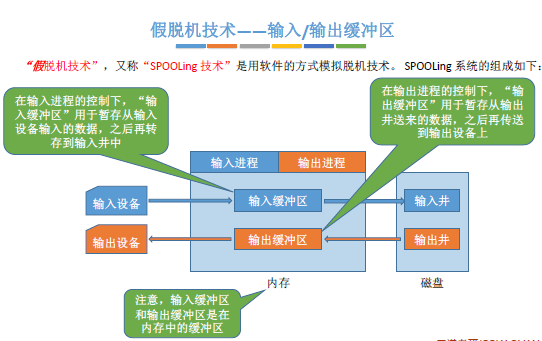 假脱机技术——输入/输出缓冲区
“假脱机技术”，又称“SPOOLing 技术”是用软件的方式模拟脱机技术。SPOOLing 系统的组成如下：
在输入进程的控制下，“输
入缓冲区”用于暂存从输入
设备输入的数据，之后再转
存到输入井中
在输出进程的控制下，“输
出缓冲区”用于暂存从输出
井送来的数据，之后再传送
到输出设备上
输入进程
输出进程
输入设备
输入缓冲区
输入井
输出设备
输出缓冲区
输出井
内存
磁盘
注意，输入缓冲区
和输出缓冲区是在
内存中的缓冲区